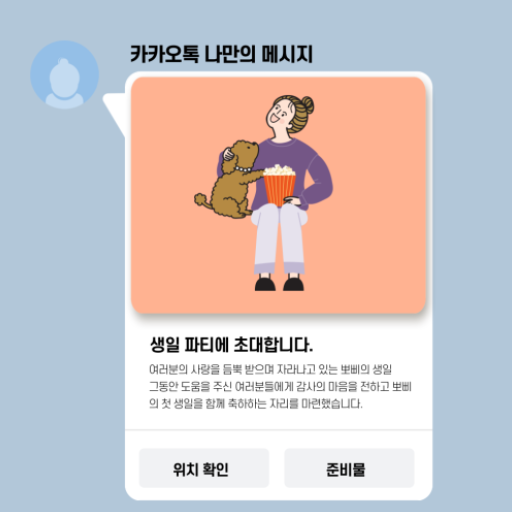 카카오톡 나만의 메시지
생일 파티에 초대합니다.
여러분의 사랑을 듬뿍 받으며 자라나고 있는 뽀삐의 생일
그동안 도움을 주신 여러분들에게 감사의 마음을 전하고 뽀삐
의 첫 생일을 함께 축하하는 자리를 마련했습니다.
위치 확인
준비물